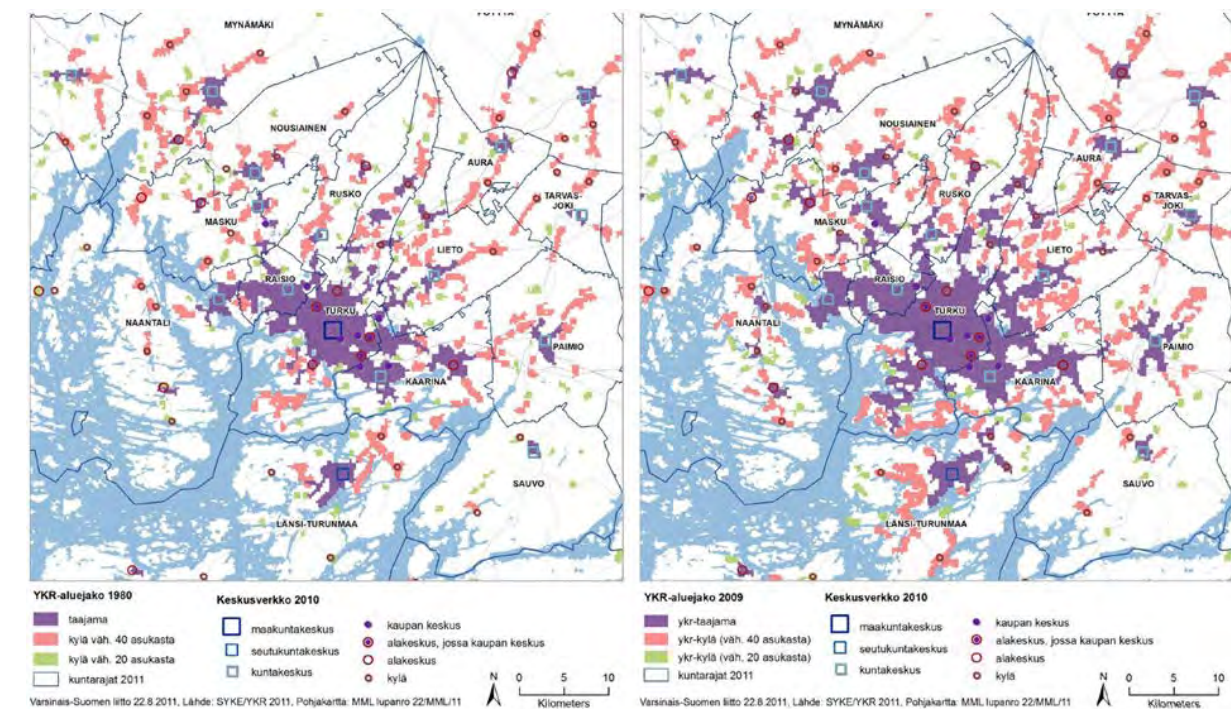 MYNÄMÄKI
NOUSIAINEN
AURA
RUSKO
TARVAS-
JOKI
MASKU
LIETO
RAISIO
TURKU
NAANTALI
PAIMIO
KAARINA
SAUVO
LÄNSI-TURUNMAA
YKR-aluejako 1980
taajama
kylä väh. 40 asukasta
kylä väh. 20 asukasta
kuntarajat 2011
Keskusverkko 2010
maakuntakeskus
seutukuntakeskus
kuntakeskus
kaupan keskus
alakeskus, jossa kaupan keskus
alakeskus
kylä
N
0 5 10
Kilometers
Varsinais-Suomen liitto 22.8.2011, Lähde: SYKE/YKR 2011, Pohjakartta: MML lupanro 22/MML/11
MYNÄMÄKI
NOUSIAINEN
AURA
RUSKO
TARVAS-
JOKI
MASKU
LIETO
RAISIO
TURKU
NAANTALI
PAIMIO
KAARINA
SAUVO
LÄNSI-TURUNMAA
YKR-aluejako 2009
ykr-taajama
ykr-kylä (väh. 40 asukasta)
ykr-kylä (väh. 20 asukasta)
kuntarajat 2011
Keskusverkko 2010
maakuntakeskus
seutukuntakeskus
kuntakeskus
kaupan keskus
alakeskus, jossa kaupan keskus
alakeskus
kylä
N
0 5 10
Kilometers
Varsinais-Suomen liitto 22.8.2011, Lähde: SYKE/YKR 2011, Pohjakartta: MML lupanro 22/MML/11